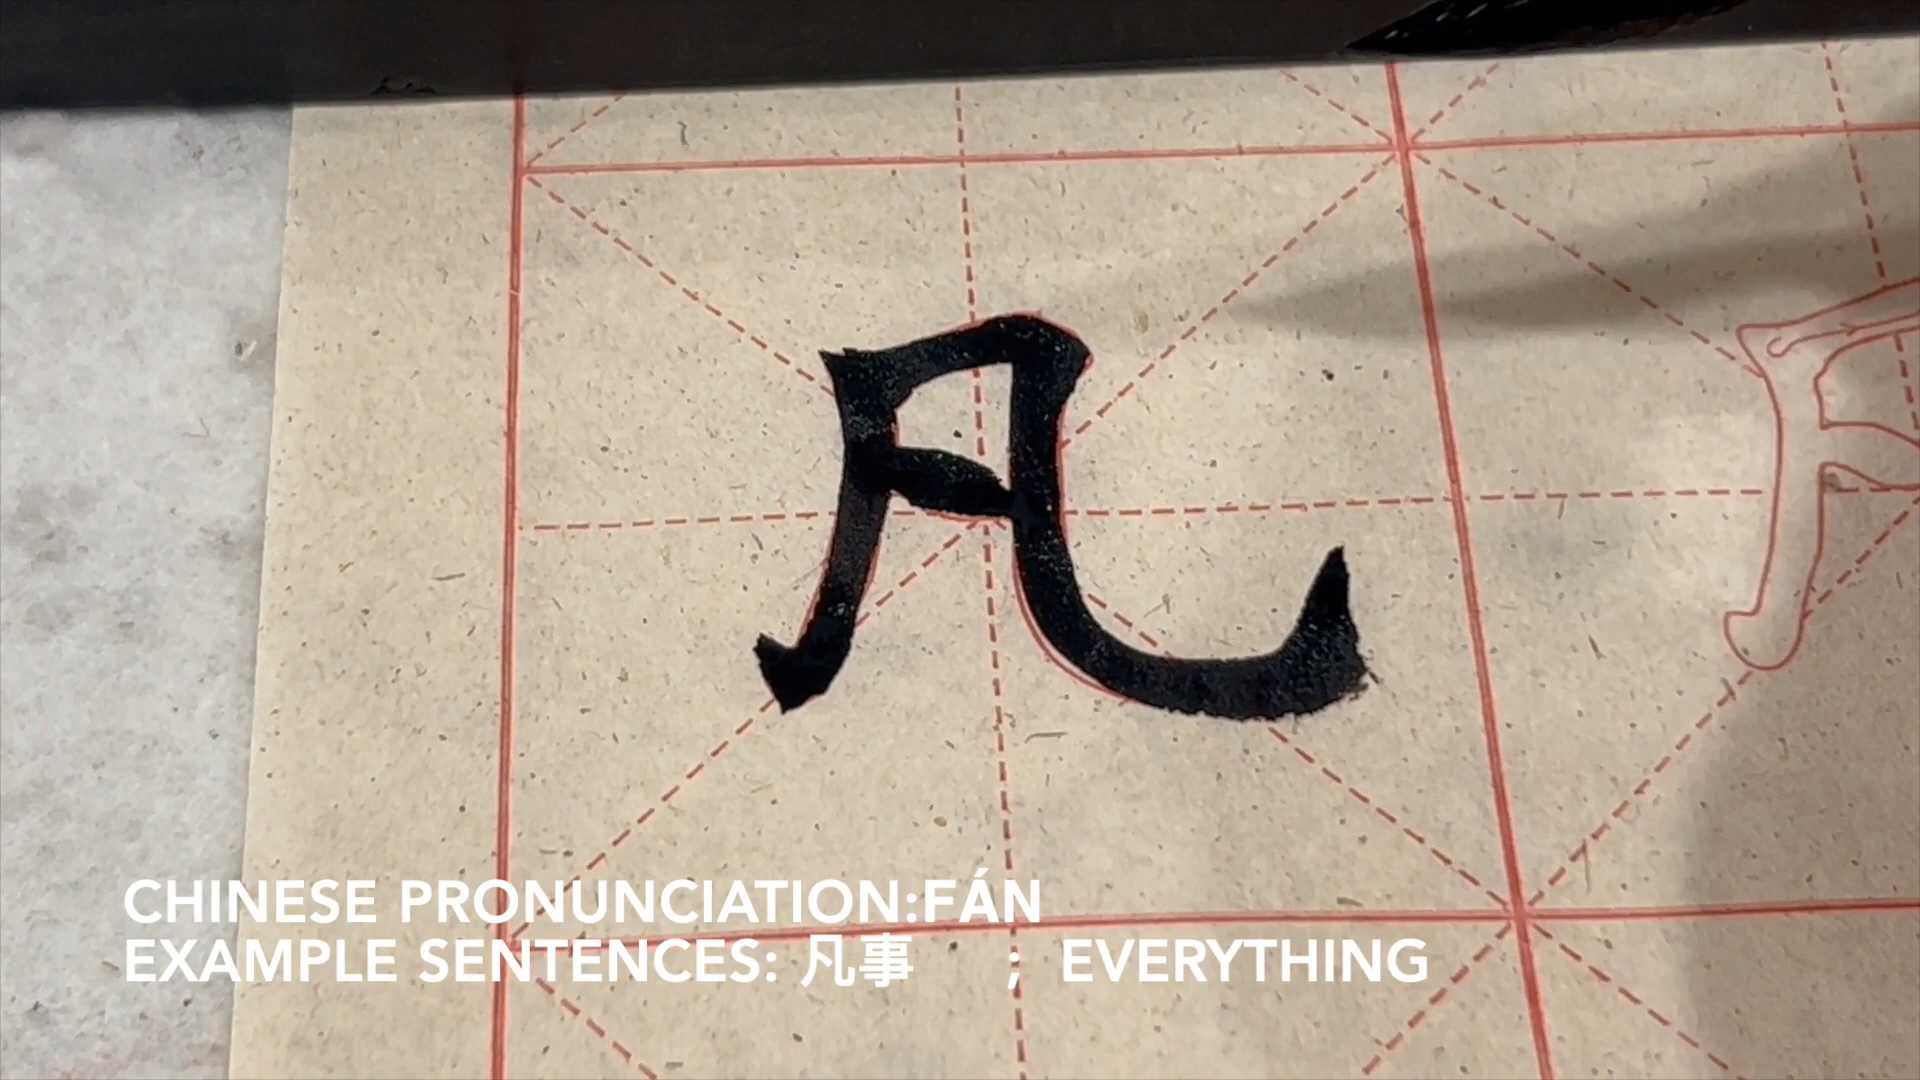 凡
CHINESE PRONUNCIATION:FÁN
EXAMPLE SENTENCES: 凡事 ; EVERYTHING